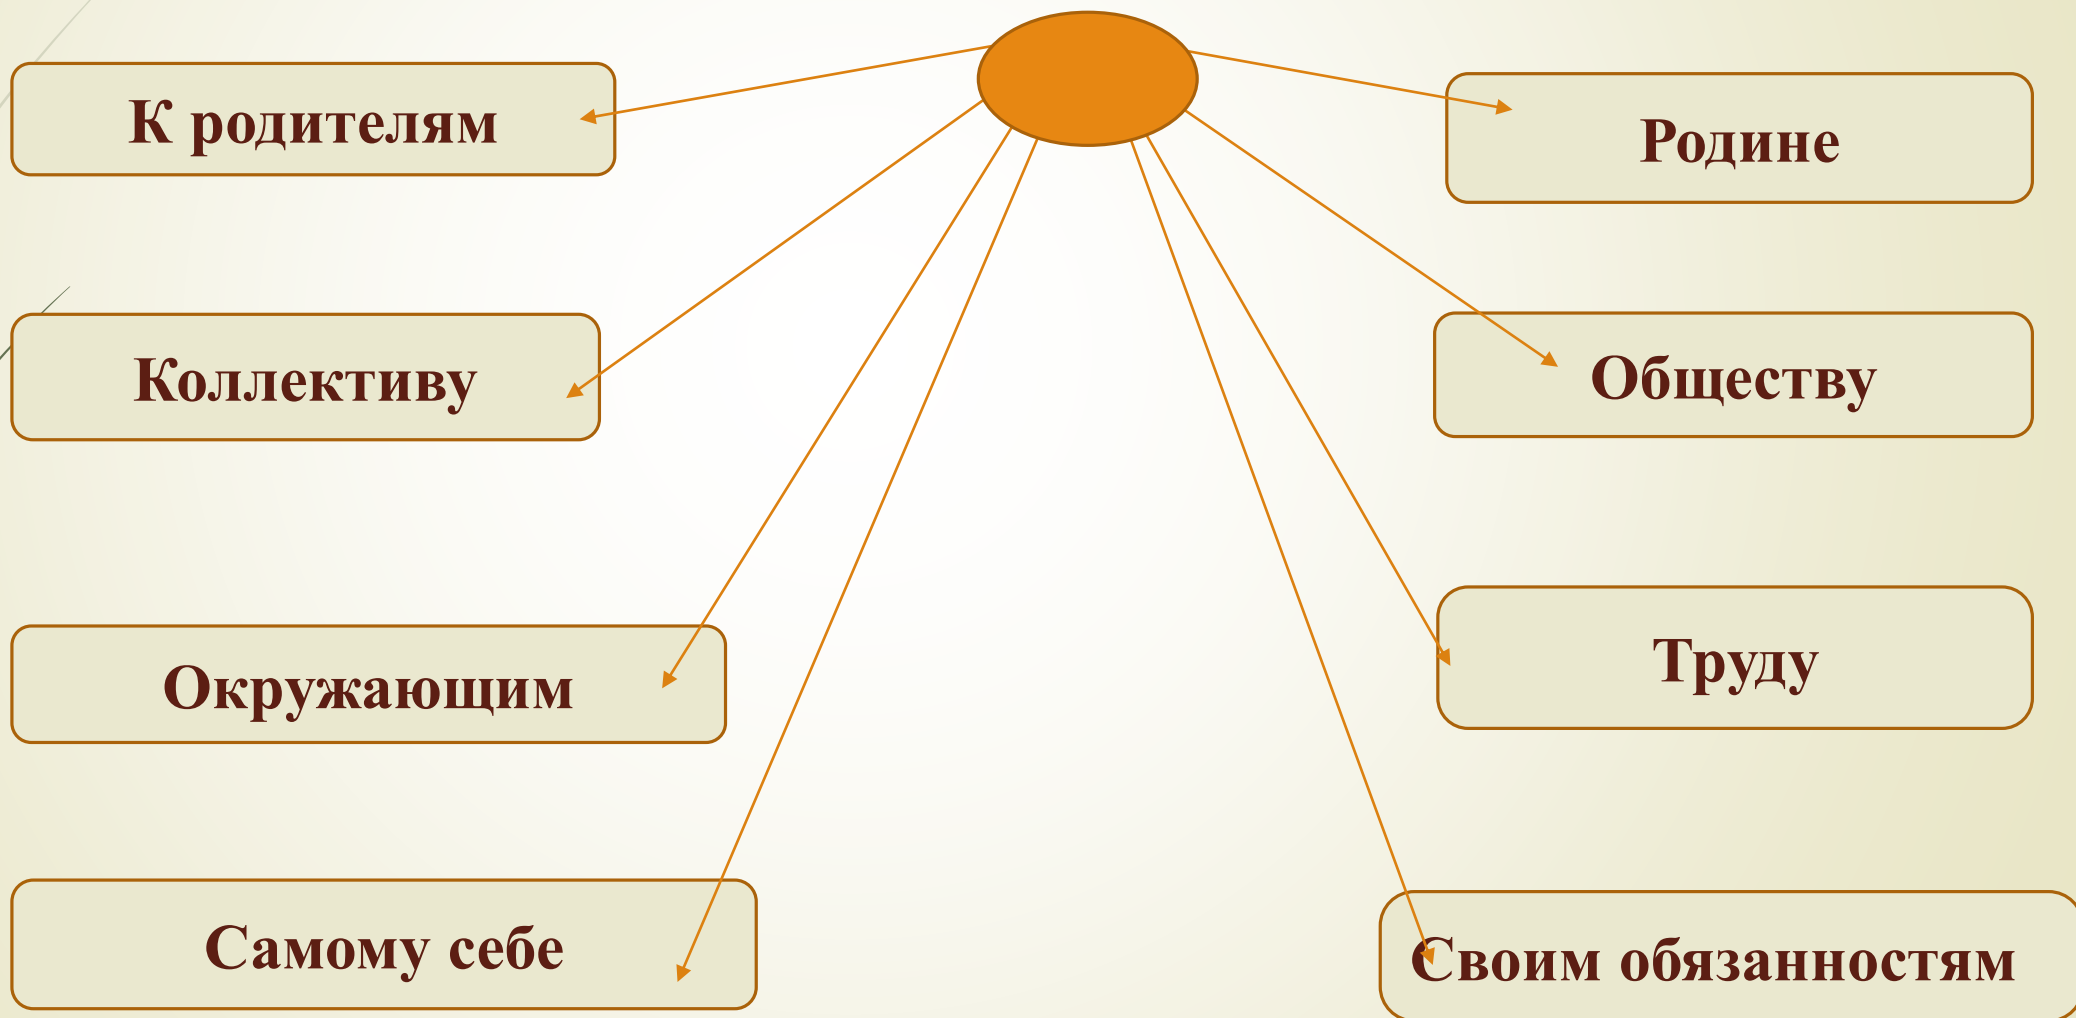 К родителям
Родине
Коллективу
Обществу
Окружающим
Труду
Самому себе
Своим обязанностям